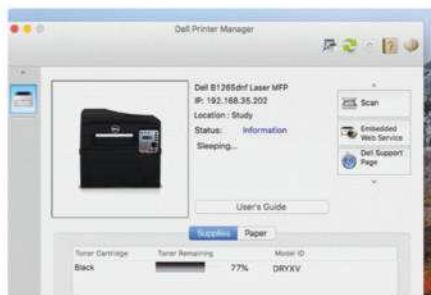 Dell Printer Manager
Dell B1265dnf Laser MFP
IP: 192.168.35.202
Location : Study
Status: Information
Sleeping...
Scan
Embedded
Web Service
Dell Support
Page
User's Guide
Supplies Paper
Toner Cartridge Toner Remaining Model ID
Black 77% DRYXV